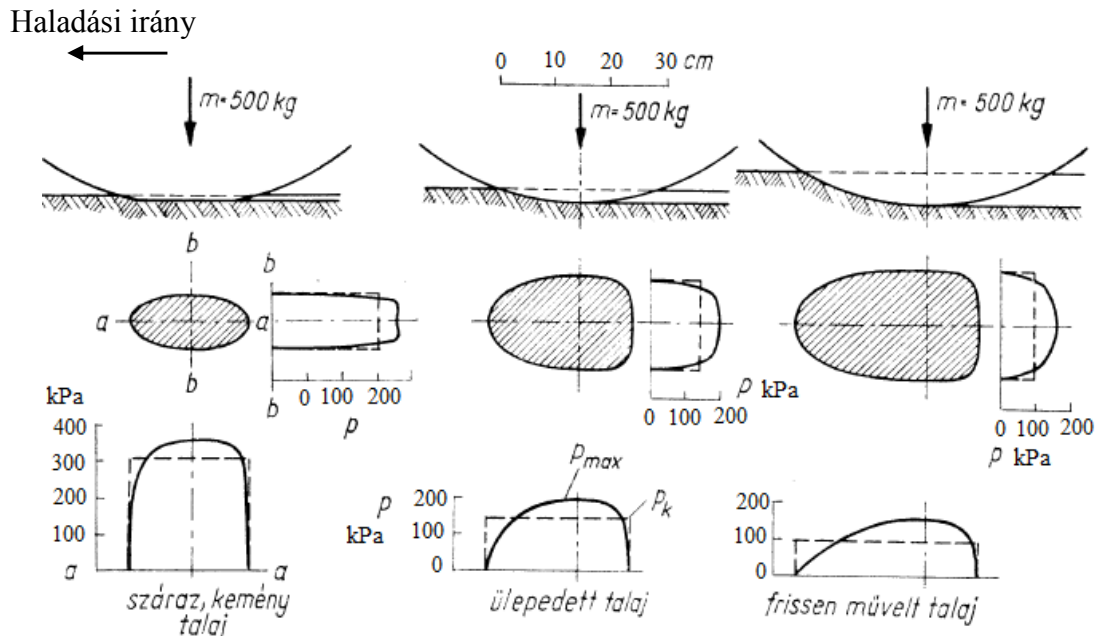 Haladási irány
0 10 20 30 cm
m=500 kg
m=500 kg
m=500 kg
b
b
a
a
b
b
0 100 200
p
p kPa
0 100 200
0 100 200
p kPa
kPa
400
300
200
100
a
a
száraz, kemény
talaj
p
kPa
200
100
0
pmax
pk
ülepedett talaj
200
100
0
frissen művelt talaj